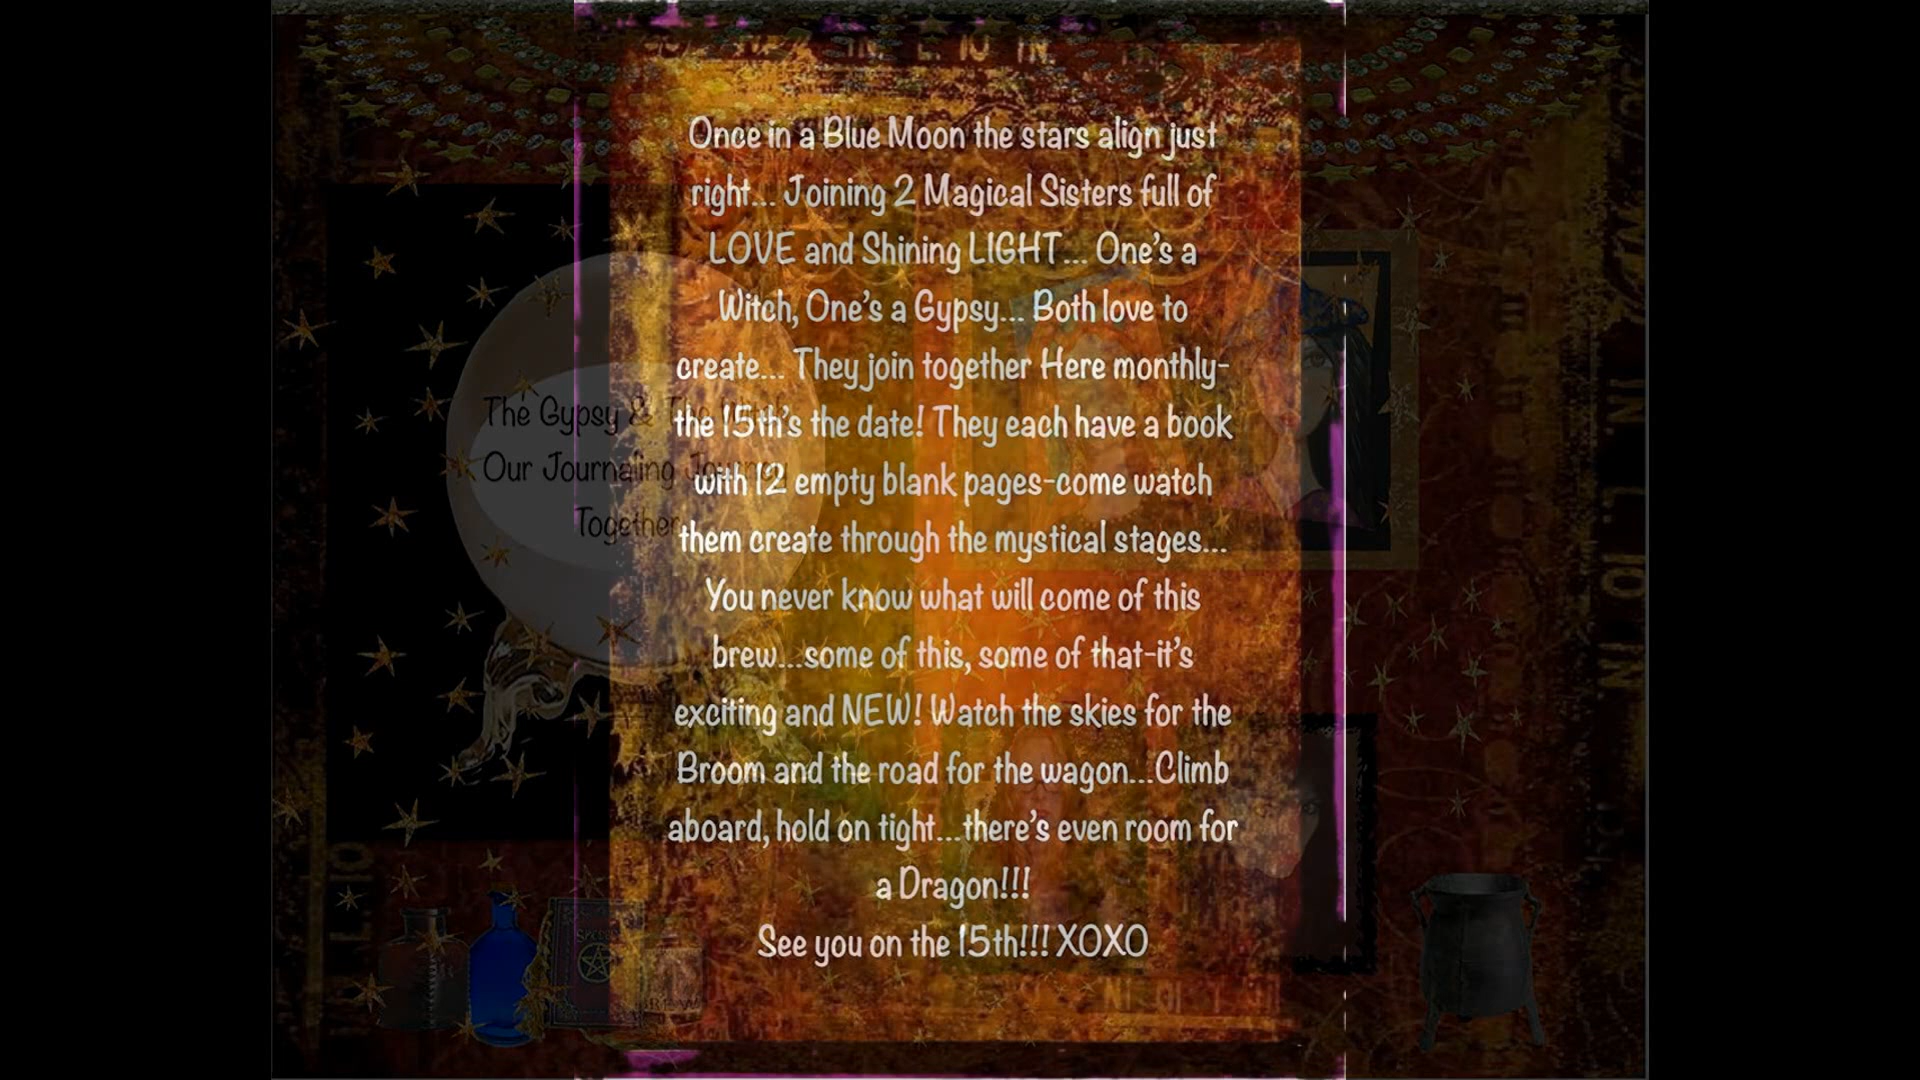 Once in a Blue Moon the stars align just
right... Joining 2 Magical Sisters full of
LOVE and Shining LIGHT... One's a
Witch, One's a Gypsy... Both love to
create... They join together Here monthly-
the 15th's the date! They each have a book
with 12 empty blank pages-come watch
them create through the mystical stages...
You never know what will come of this
brew...some of this, some of that-it's
exciting and NEW! Watch the skies for the
Broom and the road for the wagon...Climb
aboard, hold on tight...there's even room for
a Dragon!!!
See you on the 15th!!! XOXO
The Gypsy &
Our Journaling
Together